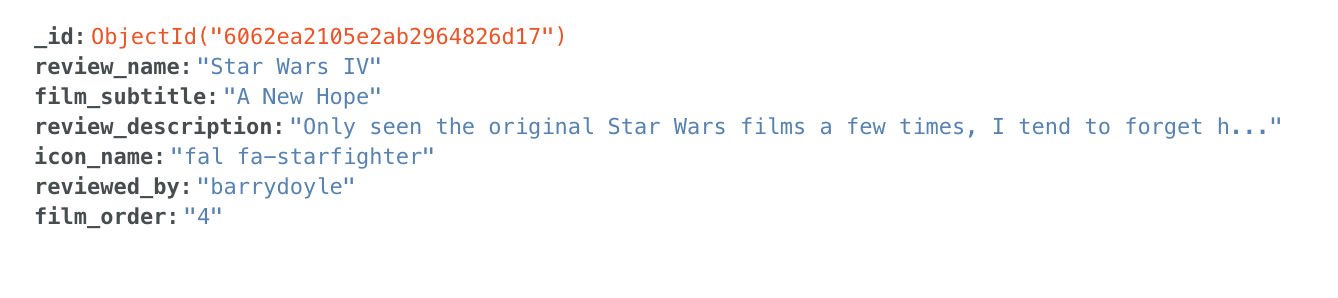 _id: ObjectId("6062ea2105e2ab2964826d17")
review_name: "Star Wars IV"
film_subtitle: "A New Hope"
review_description: "Only seen the original Star Wars films a few times, I tend to forget h..."
icon_name: "fal fa-starfighter"
reviewed_by: "barrydoyle"
film_order: "4"